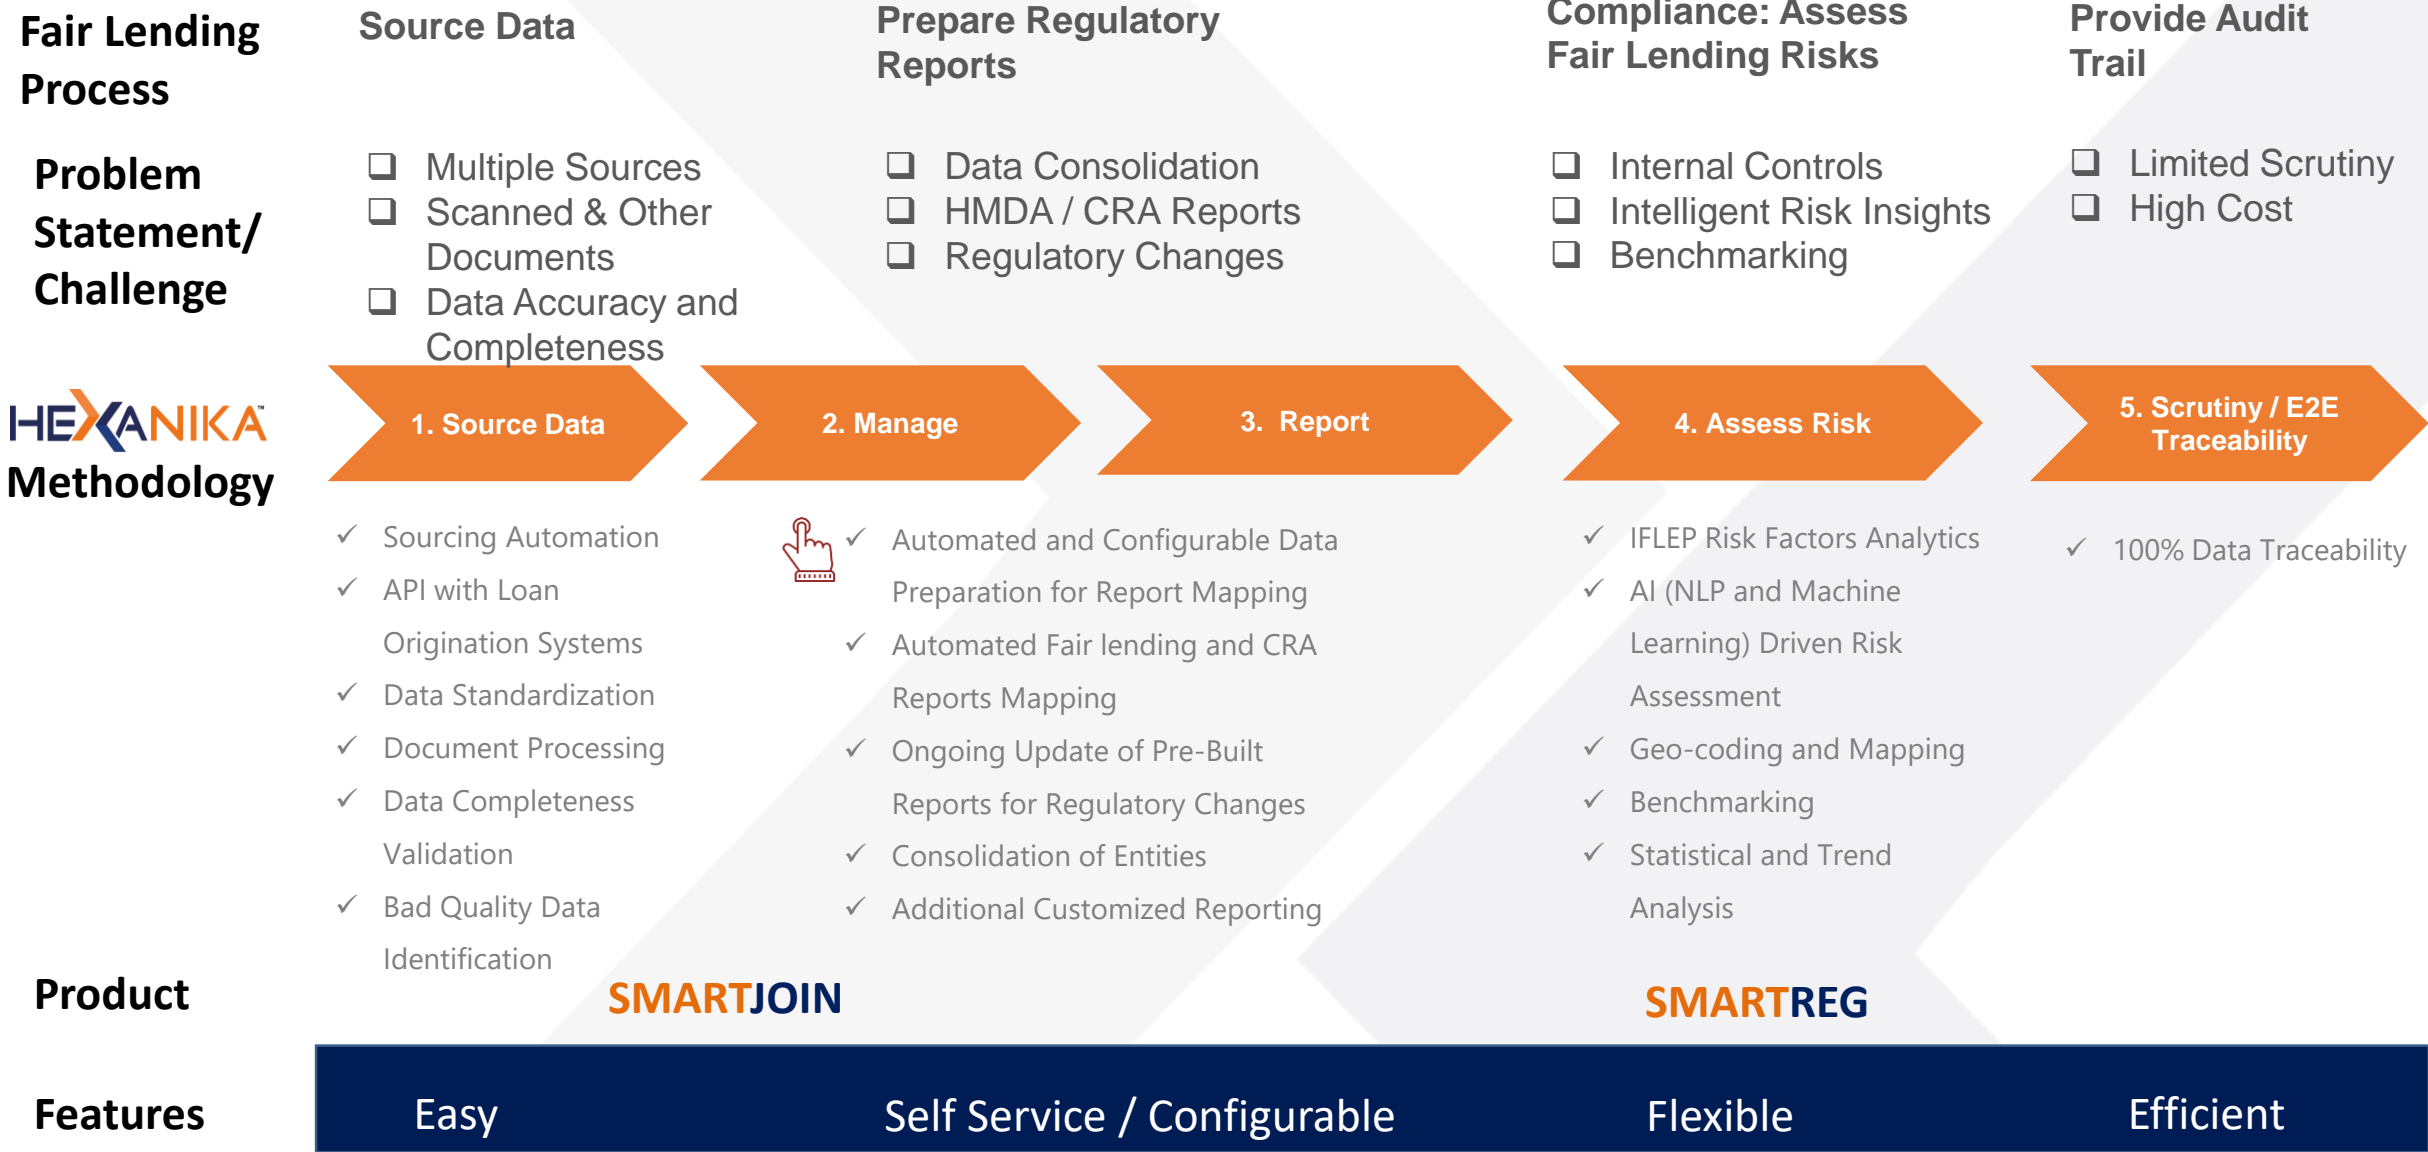 Fair Lending
Process
Source Data
Prepare Regulatory
Reports
Compliance: Assess
Fair Lending Risks
Provide Audit
Trail
Problem
Statement/
Challenge
❑ Multiple Sources
❑ Scanned & Other
Documents
❑ Data Accuracy and
Completeness
❑ Data Consolidation
❑ HMDA / CRA Reports
❑ Regulatory Changes
❑ Internal Controls
❑ Intelligent Risk Insights
❑ Benchmarking
❑ Limited Scrutiny
❑ High Cost
HEXANIKA™
Methodology
1. Source Data
2. Manage
3. Report
4. Assess Risk
5. Scrutiny / E2E
Traceability
✓ Sourcing Automation
✓ API with Loan
Origination Systems
✓ Data Standardization
✓ Document Processing
✓ Data Completeness
Validation
✓ Bad Quality Data
Identification
✓ Automated and Configurable Data
Preparation for Report Mapping
✓ Automated Fair lending and CRA
Reports Mapping
✓ Ongoing Update of Pre-Built
Reports for Regulatory Changes
✓ Consolidation of Entities
✓ Additional Customized Reporting
✓ IFLEP Risk Factors Analytics
✓ AI (NLP and Machine
Learning) Driven Risk
Assessment
✓ Geo-coding and Mapping
✓ Benchmarking
✓ Statistical and Trend
Analysis
✓ 100% Data Traceability
Product
SMARTJOIN
SMARTREG
Features
Easy
Self Service / Configurable
Flexible
Efficient